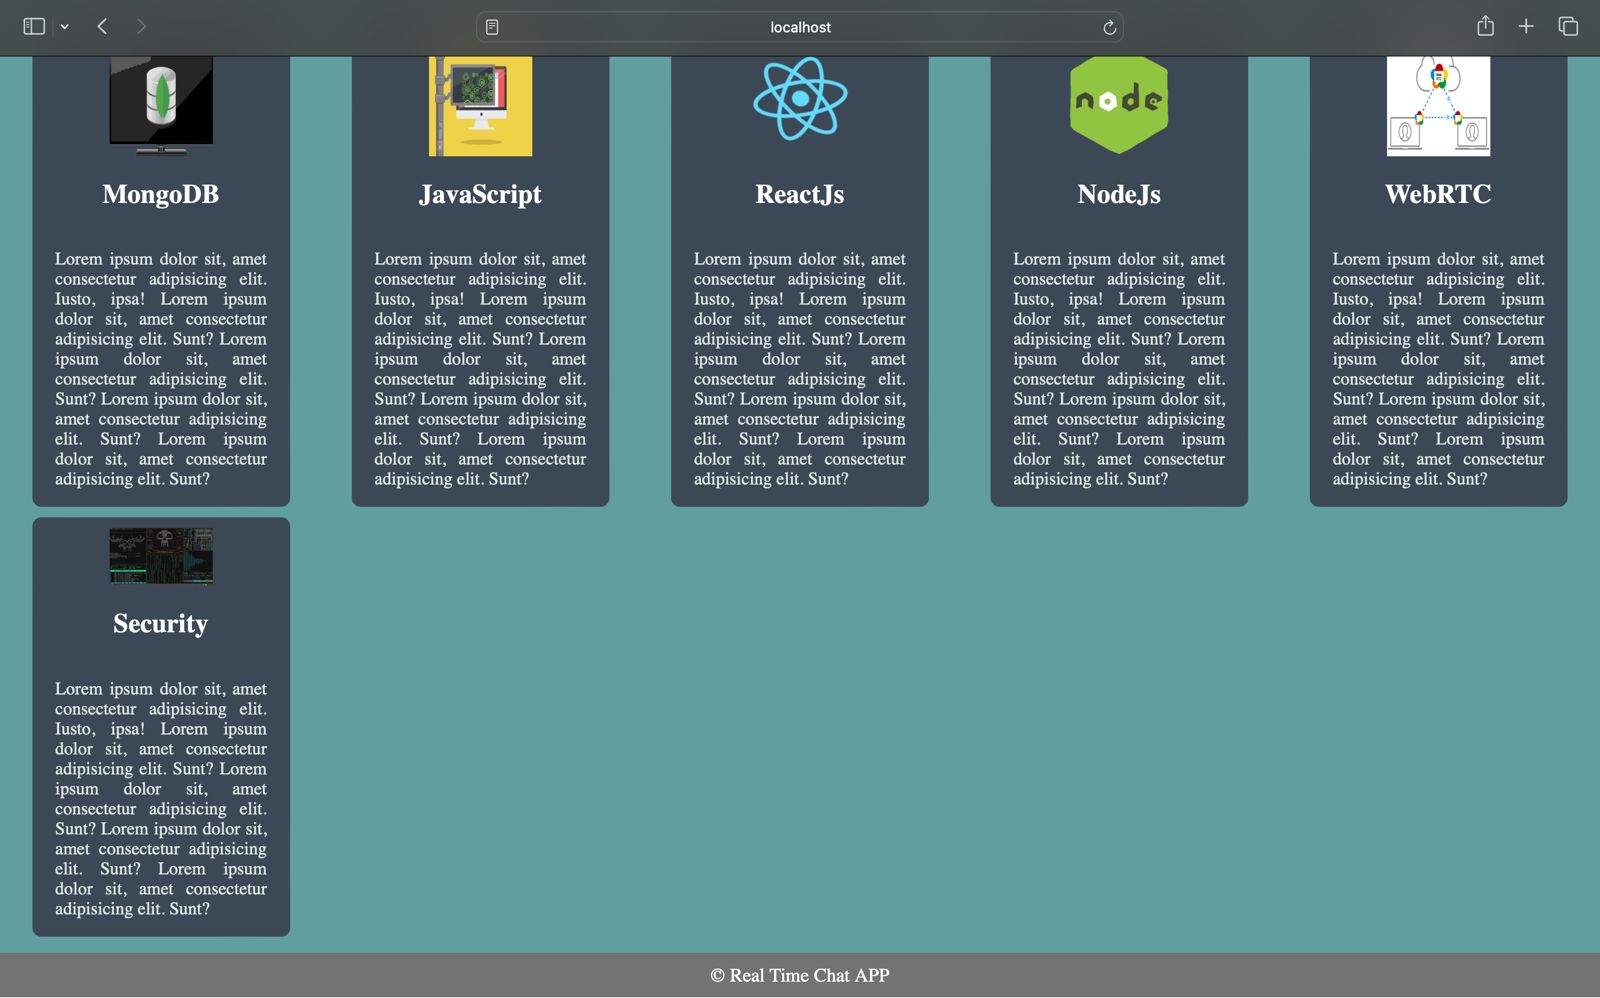 localhost
node
MongoDB
JavaScript
ReactJs
NodeJs
WebRTC
Lorem ipsum dolor sit, amet
consectetur adipisicing elit.
Iusto, ipsa! Lorem ipsum
dolor sit, amet consectetur
adipisicing elit. Sunt? Lorem
ipsum dolor sit, amet
consectetur adipisicing elit.
Sunt? Lorem ipsum dolor sit,
amet consectetur adipisicing
elit. Sunt? Lorem ipsum
dolor sit, amet consectetur
adipisicing elit. Sunt?
Lorem ipsum dolor sit, amet
consectetur adipisicing elit.
Iusto, ipsa! Lorem ipsum
dolor sit, amet consectetur
adipisicing elit. Sunt? Lorem
ipsum dolor sit, amet
consectetur adipisicing elit.
Sunt? Lorem ipsum dolor sit,
amet consectetur adipisicing
elit. Sunt? Lorem ipsum
dolor sit, amet consectetur
adipisicing elit. Sunt?
Lorem ipsum dolor sit, amet
consectetur adipisicing elit.
Iusto, ipsa! Lorem ipsum
dolor sit, amet consectetur
adipisicing elit. Sunt? Lorem
ipsum dolor sit, amet
consectetur adipisicing elit.
Sunt? Lorem ipsum dolor sit,
amet consectetur adipisicing
elit. Sunt? Lorem ipsum
dolor sit, amet consectetur
adipisicing elit. Sunt?
Lorem ipsum dolor sit, amet
consectetur adipisicing elit.
Iusto, ipsa! Lorem ipsum
dolor sit, amet consectetur
adipisicing elit. Sunt? Lorem
ipsum dolor sit, amet
consectetur adipisicing elit.
Sunt? Lorem ipsum dolor sit,
amet consectetur adipisicing
elit. Sunt? Lorem ipsum
dolor sit, amet consectetur
adipisicing elit. Sunt?
Lorem ipsum dolor sit, amet
consectetur adipisicing elit.
Iusto, ipsa! Lorem ipsum
dolor sit, amet consectetur
adipisicing elit. Sunt? Lorem
ipsum dolor sit, amet
consectetur adipisicing elit.
Sunt? Lorem ipsum dolor sit,
amet consectetur adipisicing
elit. Sunt? Lorem ipsum
dolor sit, amet consectetur
adipisicing elit. Sunt?
Security
Lorem ipsum dolor sit, amet
consectetur adipisicing elit.
Iusto, ipsa! Lorem ipsum
dolor sit, amet consectetur
adipisicing elit. Sunt? Lorem
ipsum dolor sit, amet
consectetur adipisicing elit.
Sunt? Lorem ipsum dolor sit,
amet consectetur adipisicing
elit. Sunt? Lorem ipsum
dolor sit, amet consectetur
adipisicing elit. Sunt?
© Real Time Chat APP